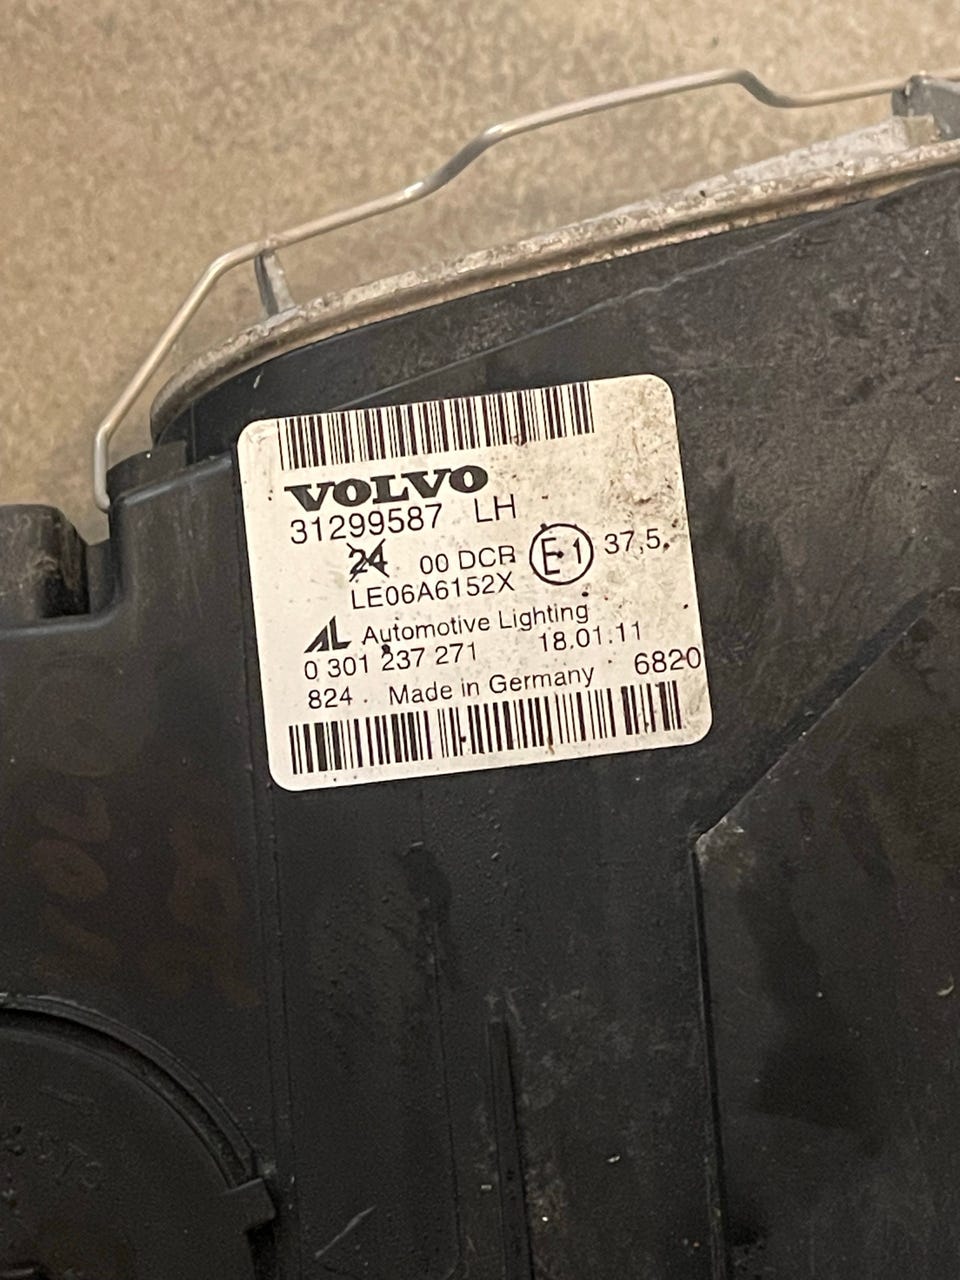 VOLVO
31299587 LH
24 00 DCR E1 37,5
LE06A6152X
AL Automotive Lighting
0 301 237 271 18.01.11
824 Made in Germany 6820